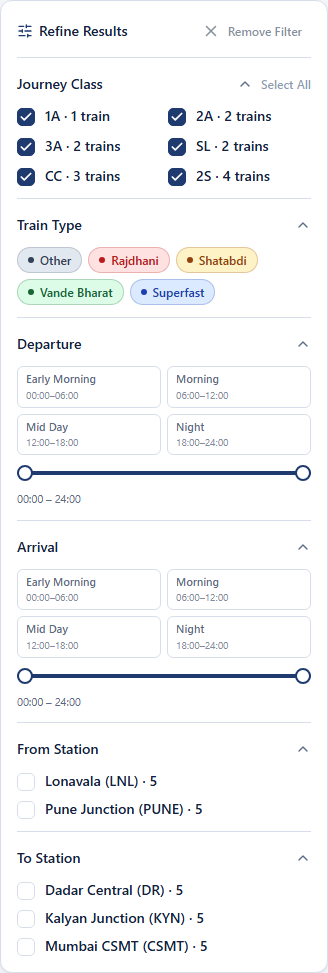 Refine Results Remove Filter
Journey Class Select All
1A · 1 train 2A · 2 trains
3A · 2 trains SL · 2 trains
CC · 3 trains 2S · 4 trains
Train Type
Other Rajdhani Shatabdi
Vande Bharat Superfast
Departure
Early Morning Morning
00:00–06:00 06:00–12:00
Mid Day Night
12:00–18:00 18:00–24:00
00:00 – 24:00
Arrival
Early Morning Morning
00:00–06:00 06:00–12:00
Mid Day Night
12:00–18:00 18:00–24:00
00:00 – 24:00
From Station
Lonavala (LNL) · 5
Pune Junction (PUNE) · 5
To Station
Dadar Central (DR) · 5
Kalyan Junction (KYN) · 5
Mumbai CSMT (CSMT) · 5